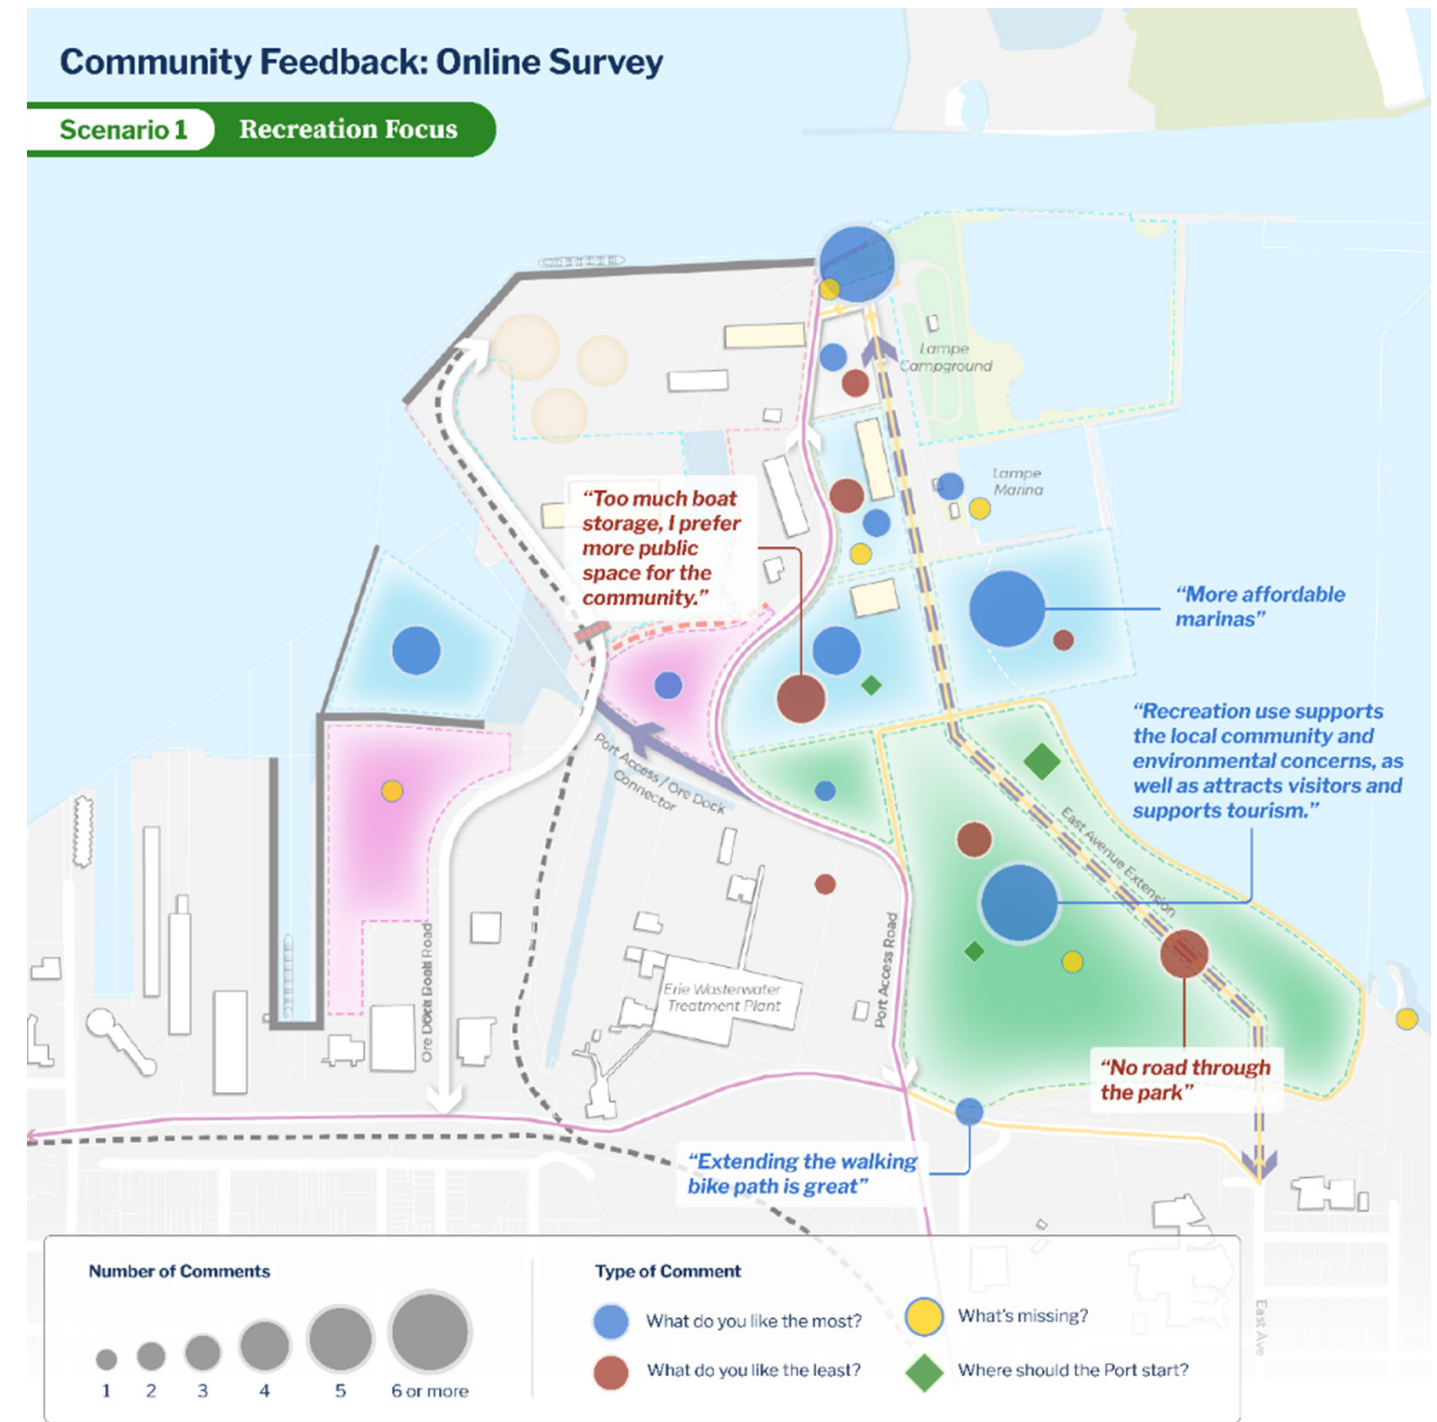 Community Feedback: Online Survey
Scenario 1
Recreation Focus
Lampe
Campground
Lampe
Marina
“Too much boat
storage, I prefer
more public
space for the
community.”
“More affordable
marinas”
“Recreation use supports
the local community and
environmental concerns, as
well as attracts visitors and
supports tourism.”
Port Access / Ore Dock
Connector
East Avenue Extension
Port Access Road
Erie Wasterwater
Treatment Plant
“No road through
the park”
“Extending the walking
bike path is great”
East Ave
Number of Comments
1
2
3
4
5
6 or more
Type of Comment
What do you like the most?
What do you like the least?
What's missing?
Where should the Port start?